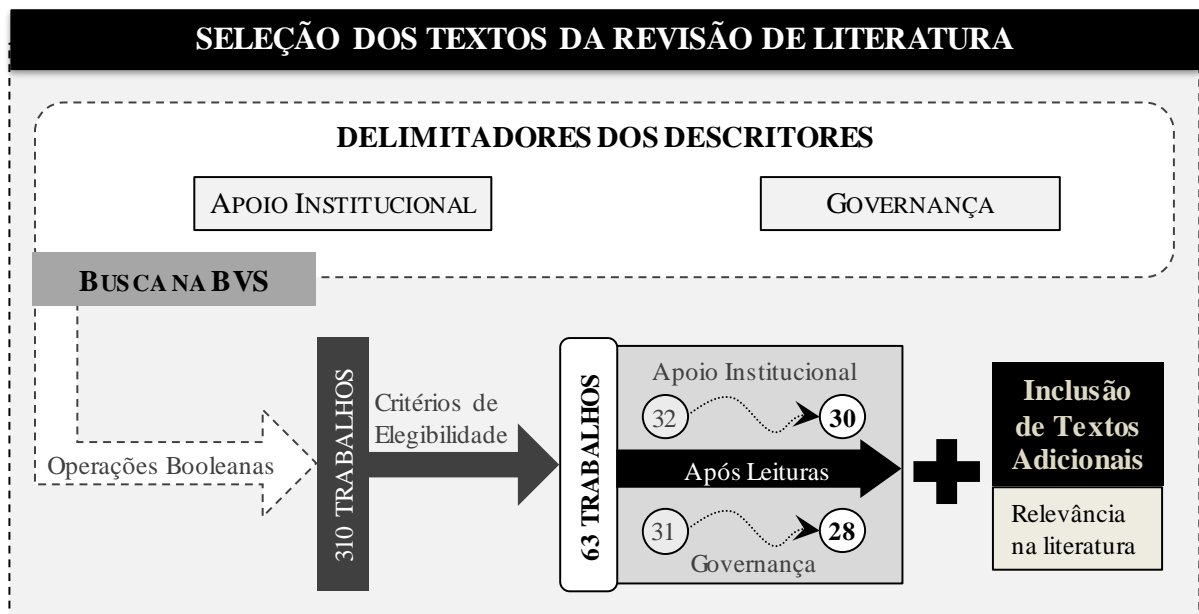 SELEÇÃO DOS TEXTOS DA REVISÃO DE LITERATURA
DELIMITADORES DOS DESCRITORES
APOIO INSTITUCIONAL
GOVERNANÇA
BUSCA NA BVS
Operações Booleanas
310 TRABALHOS
Critérios de
Elegibilidade
63 TRABALHOS
Apoio Institucional
32
30
Após Leituras
31
28
Governança
Inclusão
de Textos
Adicionais
Relevância
na literatura